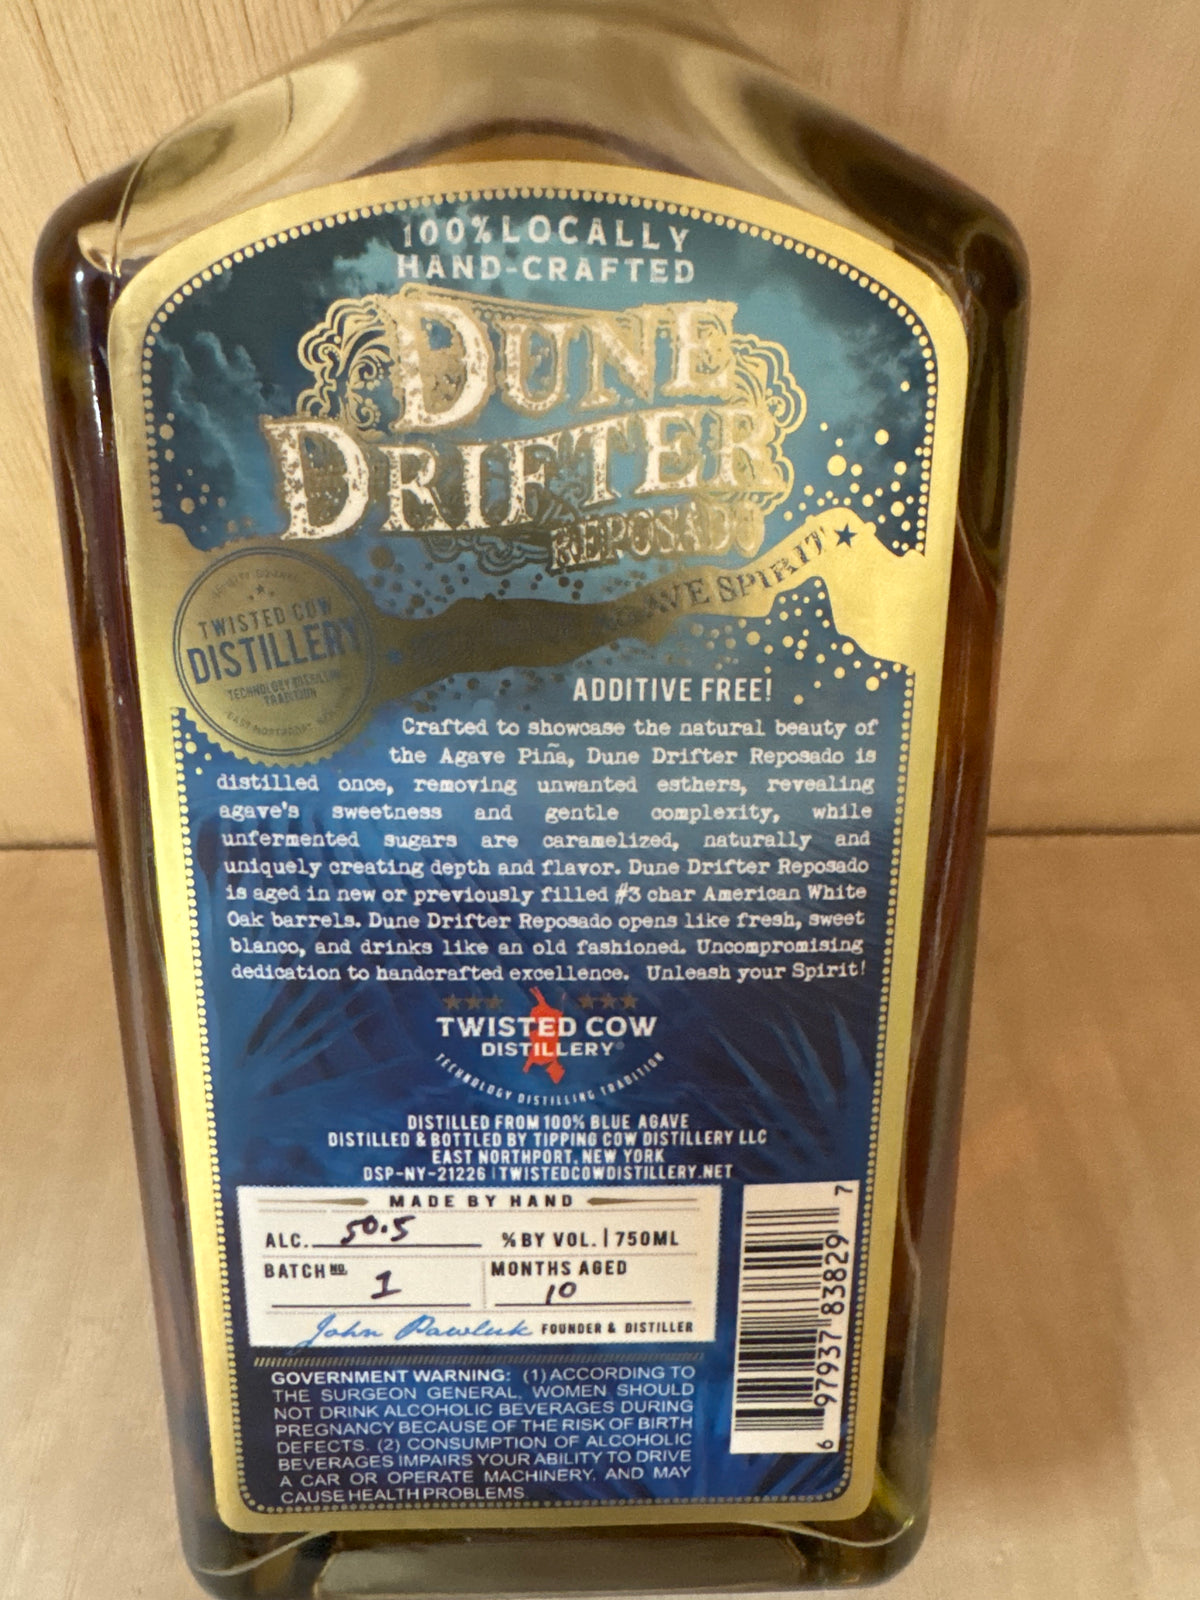 100% LOCALLY
HAND-CRAFTED
DUNE
DRIFTER
REPOSADO
AGAVE SPIRIT
TWISTED COW
DISTILLERY
TECHNOLOGY DISTILLING
TRADITION
ADDITIVE FREE!
Crafted to showcase the natural beauty of
the Agave Piña, Dune Drifter Reposado is
distilled once, removing unwanted esthers, revealing
agave's sweetness and gentle complexity, while
unfermented sugars are caramelized, naturally and
uniquely creating depth and flavor. Dune Drifter Reposado
is aged in new or previously filled #3 char American White
Oak barrels. Dune Drifter Reposado opens like fresh, sweet
blanco, and drinks like an old fashioned. Uncompromising
dedication to handcrafted excellence. Unleash your Spirit!
TWISTED COW
DISTILLERY
TECHNOLOGY DISTILLING TRADITION
DISTILLED FROM 100% BLUE AGAVE
DISTILLED & BOTTLED BY TIPPING COW DISTILLERY LLC
EAST NORTHPORT, NEW YORK
DSP-NY-21226 | TWISTEDCOWDISTILLERY.NET
MADE BY HAND
ALC. 50.5 % BY VOL. | 750ML
BATCH NO. 1 MONTHS AGED 10
John Pawluk FOUNDER & DISTILLER
6 97937 83829 7
GOVERNMENT WARNING: (1) ACCORDING TO
THE SURGEON GENERAL, WOMEN SHOULD
NOT DRINK ALCOHOLIC BEVERAGES DURING
PREGNANCY BECAUSE OF THE RISK OF BIRTH
DEFECTS. (2) CONSUMPTION OF ALCOHOLIC
BEVERAGES IMPAIRS YOUR ABILITY TO DRIVE
A CAR OR OPERATE MACHINERY, AND MAY
CAUSE HEALTH PROBLEMS